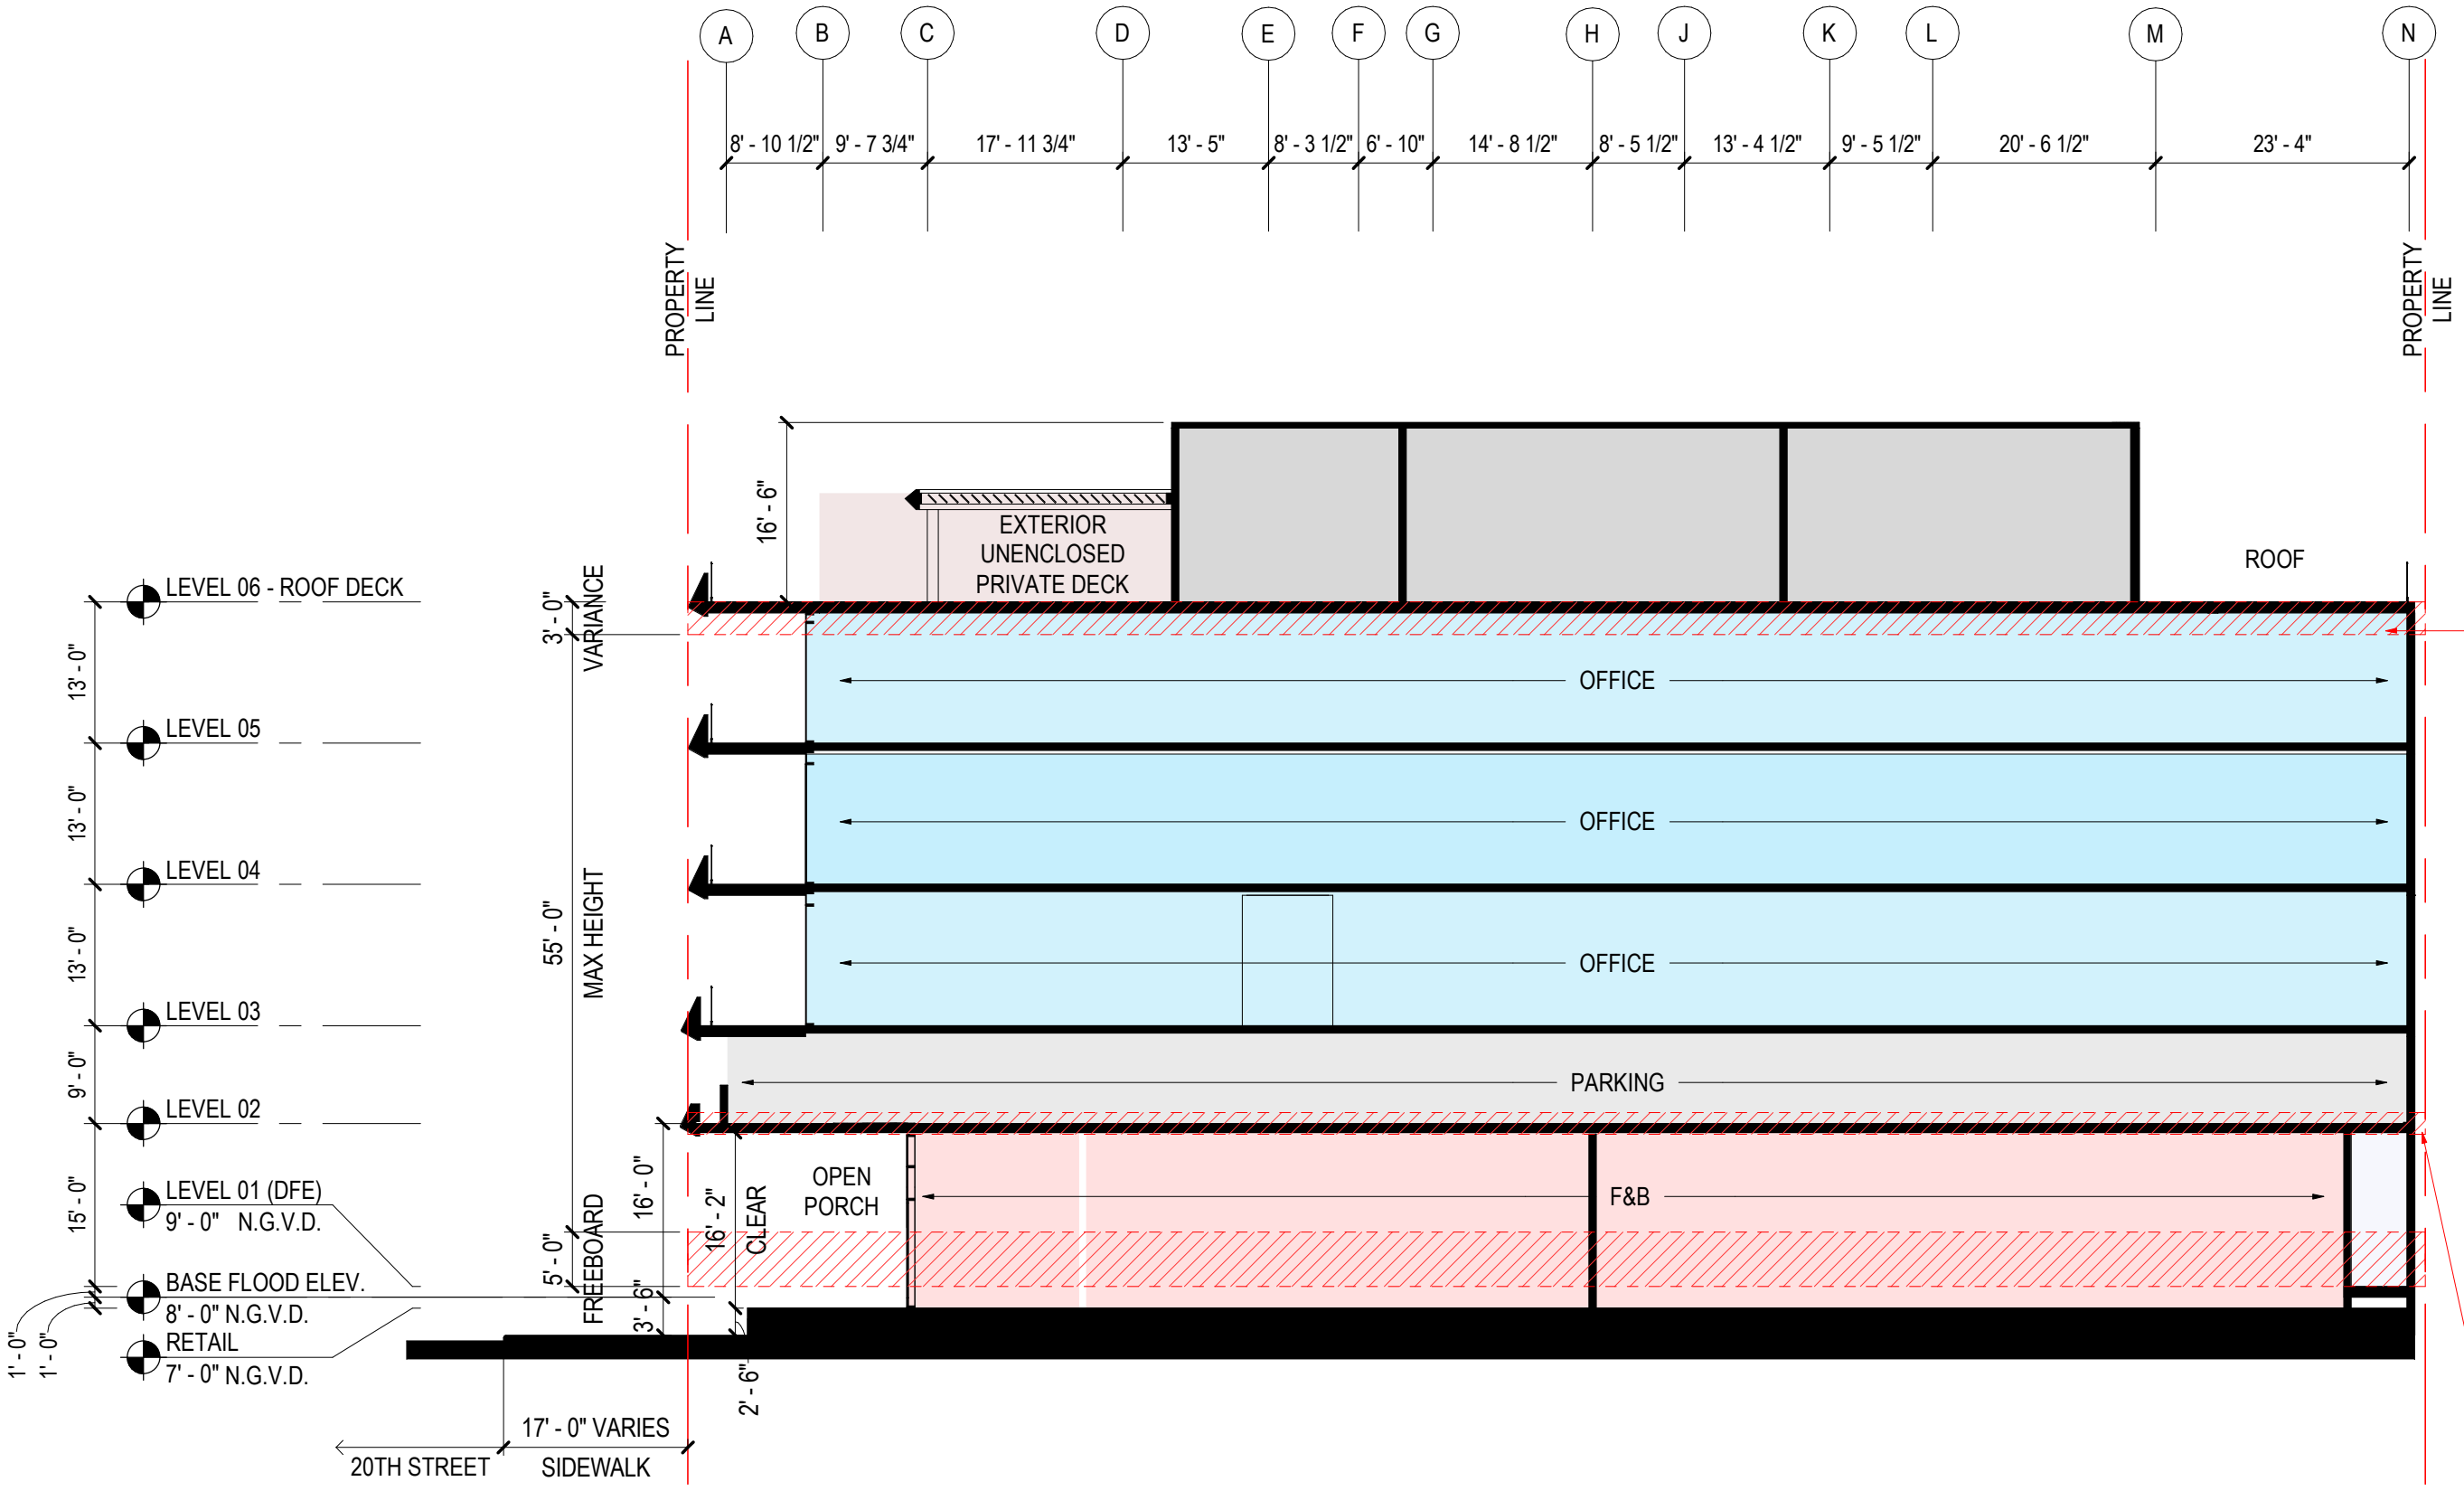 A B C D E F G H J K L M N
8' - 10 1/2" 9' - 7 3/4" 17' - 11 3/4" 13' - 5" 8' - 3 1/2" 6' - 10" 14' - 8 1/2" 8' - 5 1/2" 13' - 4 1/2" 9' - 5 1/2" 20' - 6 1/2" 23' - 4"
PROPERTY
LINE
PROPERTY
LINE
16' - 6"
EXTERIOR
UNENCLOSED
PRIVATE DECK
ROOF
LEVEL 06 - ROOF DECK
3' - 0"
VARIANCE
13' - 0"
OFFICE
LEVEL 05
13' - 0"
OFFICE
LEVEL 04
13' - 0"
55' - 0"
MAX HEIGHT
OFFICE
LEVEL 03
9' - 0"
PARKING
LEVEL 02
15' - 0"
16' - 0"
16' - 2"
CLEAR
OPEN
PORCH
F&B
LEVEL 01 (DFE)
9' - 0" N.G.V.D.
5' - 0"
FREEBOARD
BASE FLOOD ELEV.
8' - 0" N.G.V.D.
3' - 6"
RETAIL
7' - 0" N.G.V.D.
1' - 0"
1' - 0"
2' - 6"
17' - 0" VARIES
20TH STREET
SIDEWALK